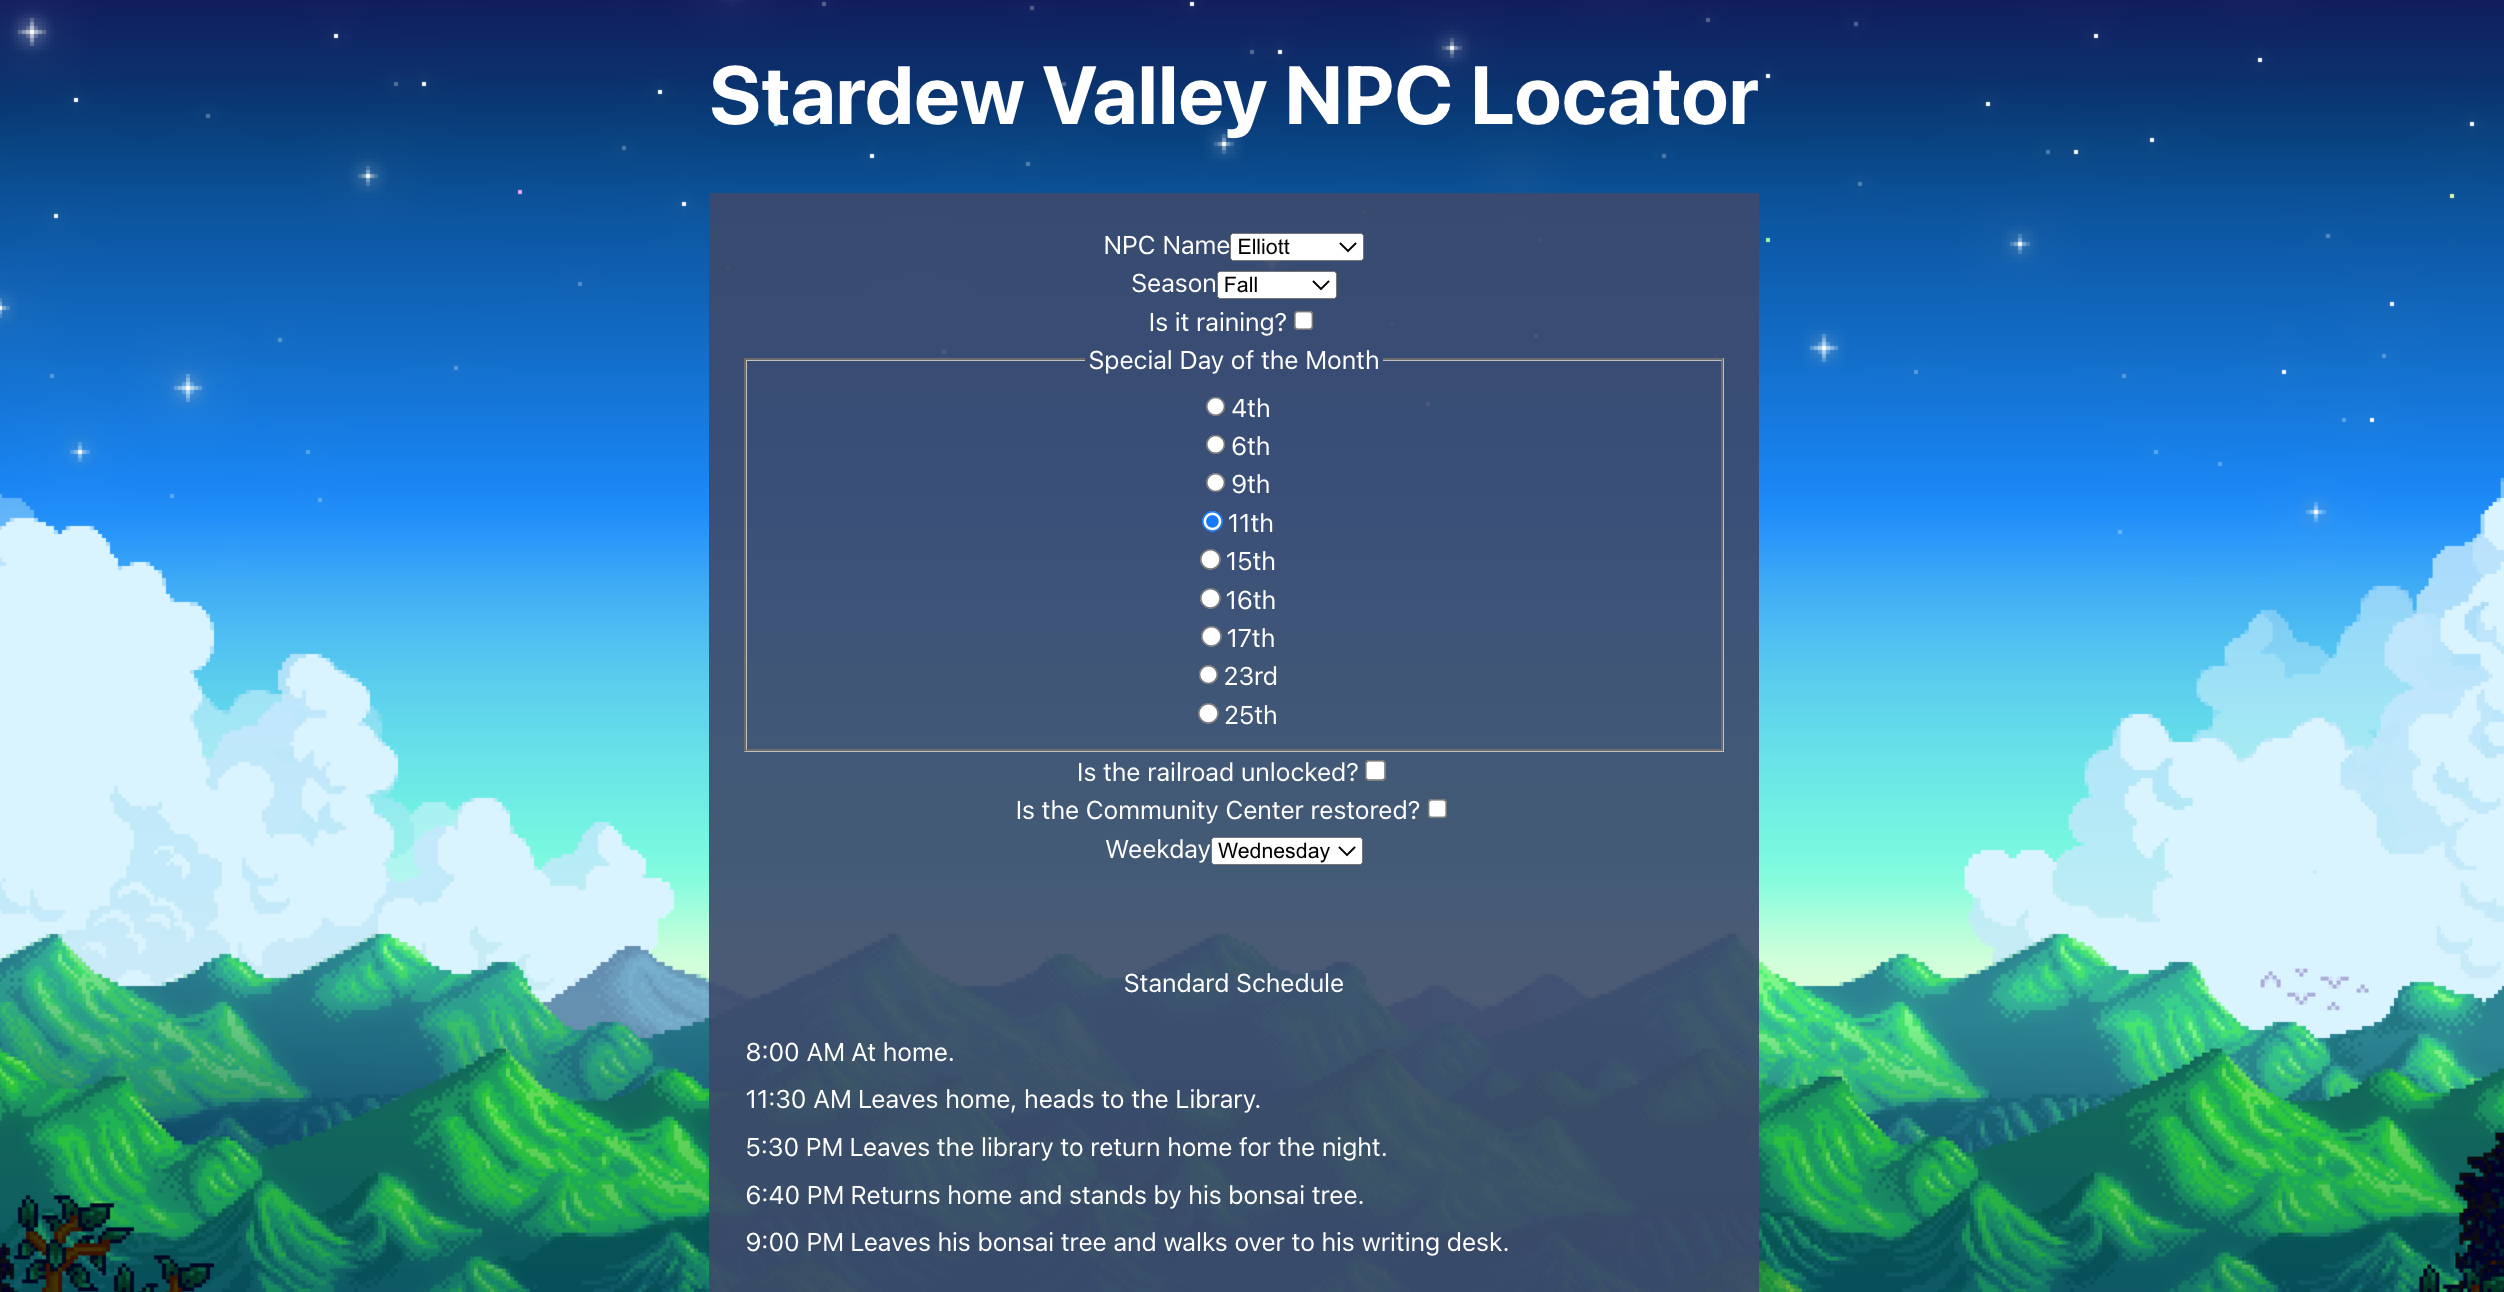 Stardew Valley NPC Locator
NPC Name Elliott
Season Fall
Is it raining?
Special Day of the Month
4th
6th
9th
11th
15th
16th
17th
23rd
25th
Is the railroad unlocked?
Is the Community Center restored?
Weekday Wednesday
Standard Schedule
8:00 AM At home.
11:30 AM Leaves home, heads to the Library.
5:30 PM Leaves the library to return home for the night.
6:40 PM Returns home and stands by his bonsai tree.
9:00 PM Leaves his bonsai tree and walks over to his writing desk.